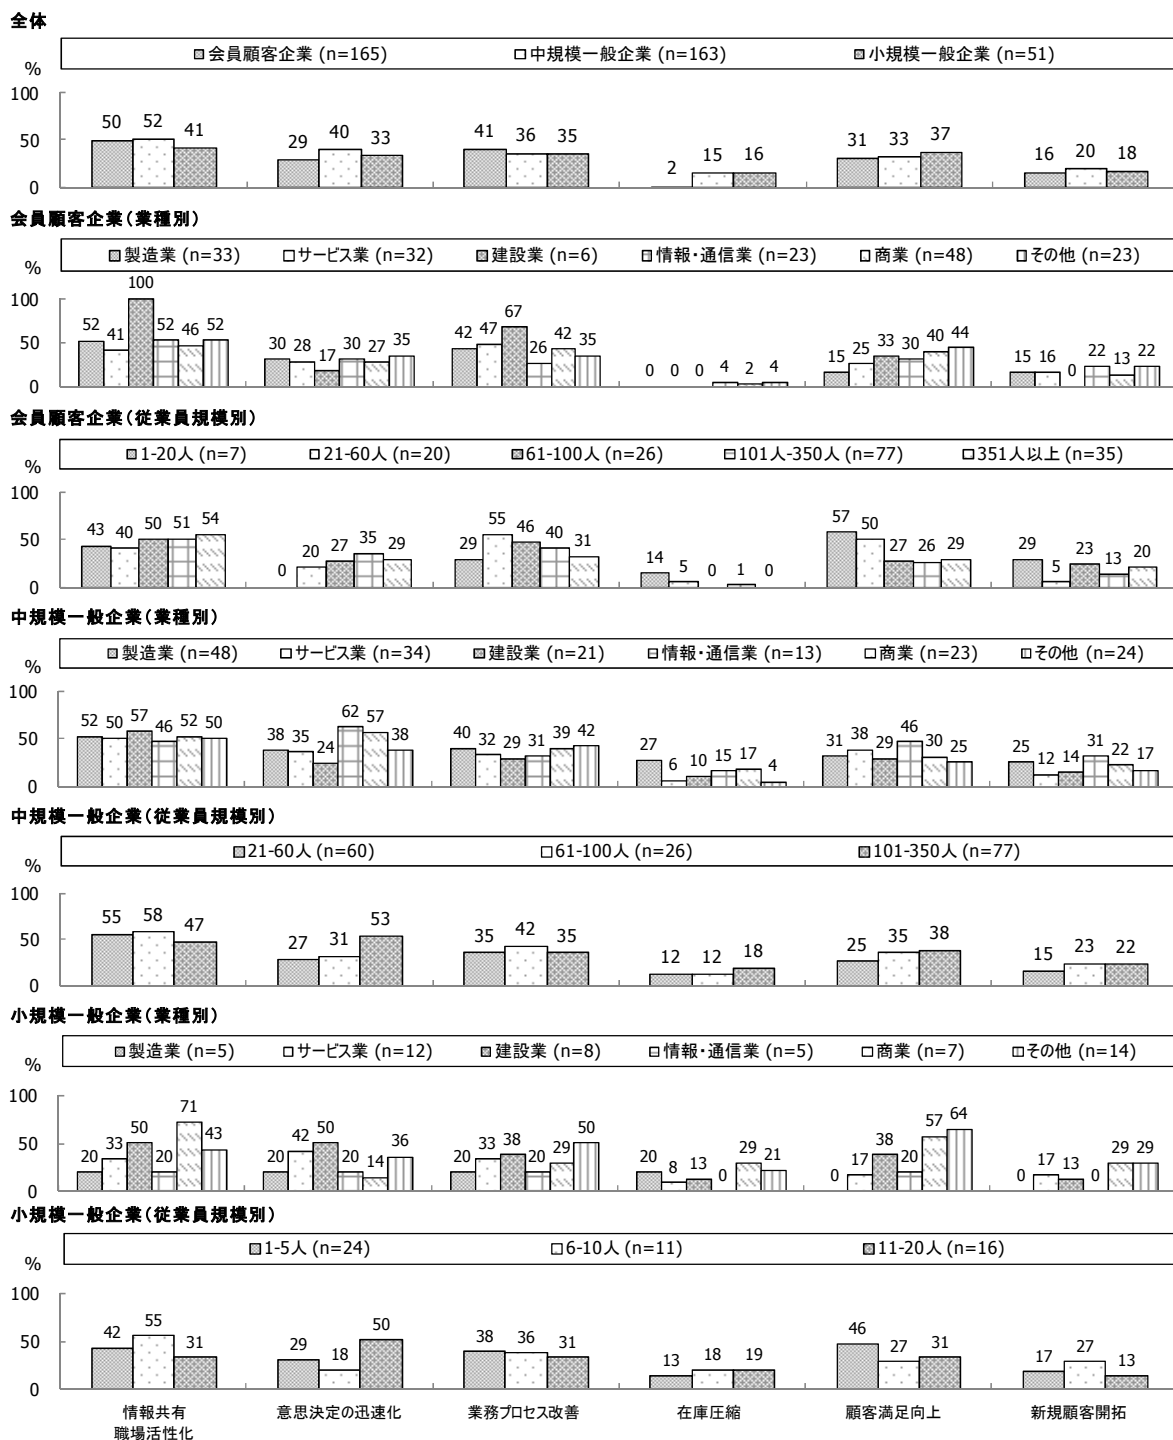 全体
会員顧客企業 (n=165) 中規模一般企業 (n=163) 小規模一般企業 (n=51)
%
100
50
0
50 52 41 29 40 33 41 36 35 2 15 16 31 33 37 16 20 18
会員顧客企業(業種別)
製造業 (n=33) サービス業 (n=32) 建設業 (n=6) 情報・通信業 (n=23) 商業 (n=48) その他 (n=23)
%
100
50
0
52 41 100 52 46 52 30 28 17 30 27 35 42 47 67 26 42 35 0 0 0 4 2 4 15 25 33 30 40 44 15 16 0 22 13 22
会員顧客企業(従業員規模別)
1-20人 (n=7) 21-60人 (n=20) 61-100人 (n=26) 101人-350人 (n=77) 351人以上 (n=35)
%
100
50
0
43 40 50 51 54 0 20 27 35 29 29 55 46 40 31 14 5 0 1 0 57 50 27 26 29 29 5 23 13 20
中規模一般企業(業種別)
製造業 (n=48) サービス業 (n=34) 建設業 (n=21) 情報・通信業 (n=13) 商業 (n=23) その他 (n=24)
%
100
50
0
52 50 57 46 52 50 38 35 24 62 57 38 40 32 29 31 39 42 27 6 10 15 17 4 31 38 29 46 30 25 25 12 14 31 22 17
中規模一般企業(従業員規模別)
21-60人 (n=60) 61-100人 (n=26) 101-350人 (n=77)
%
100
50
0
55 58 47 27 31 53 35 42 35 12 12 18 25 35 38 15 23 22
小規模一般企業(業種別)
製造業 (n=5) サービス業 (n=12) 建設業 (n=8) 情報・通信業 (n=5) 商業 (n=7) その他 (n=14)
%
100
50
0
20 33 50 20 71 43 20 42 50 20 14 36 20 33 38 20 29 50 20 8 13 0 29 21 0 17 38 20 57 64 0 17 13 0 29 29
小規模一般企業(従業員規模別)
1-5人 (n=24) 6-10人 (n=11) 11-20人 (n=16)
%
100
50
0
42 55 31 29 18 50 38 36 31 13 18 19 46 27 31 17 27 13
情報共有 意思決定の迅速化 業務プロセス改善 在庫圧縮 顧客満足向上 新規顧客開拓
職場活性化